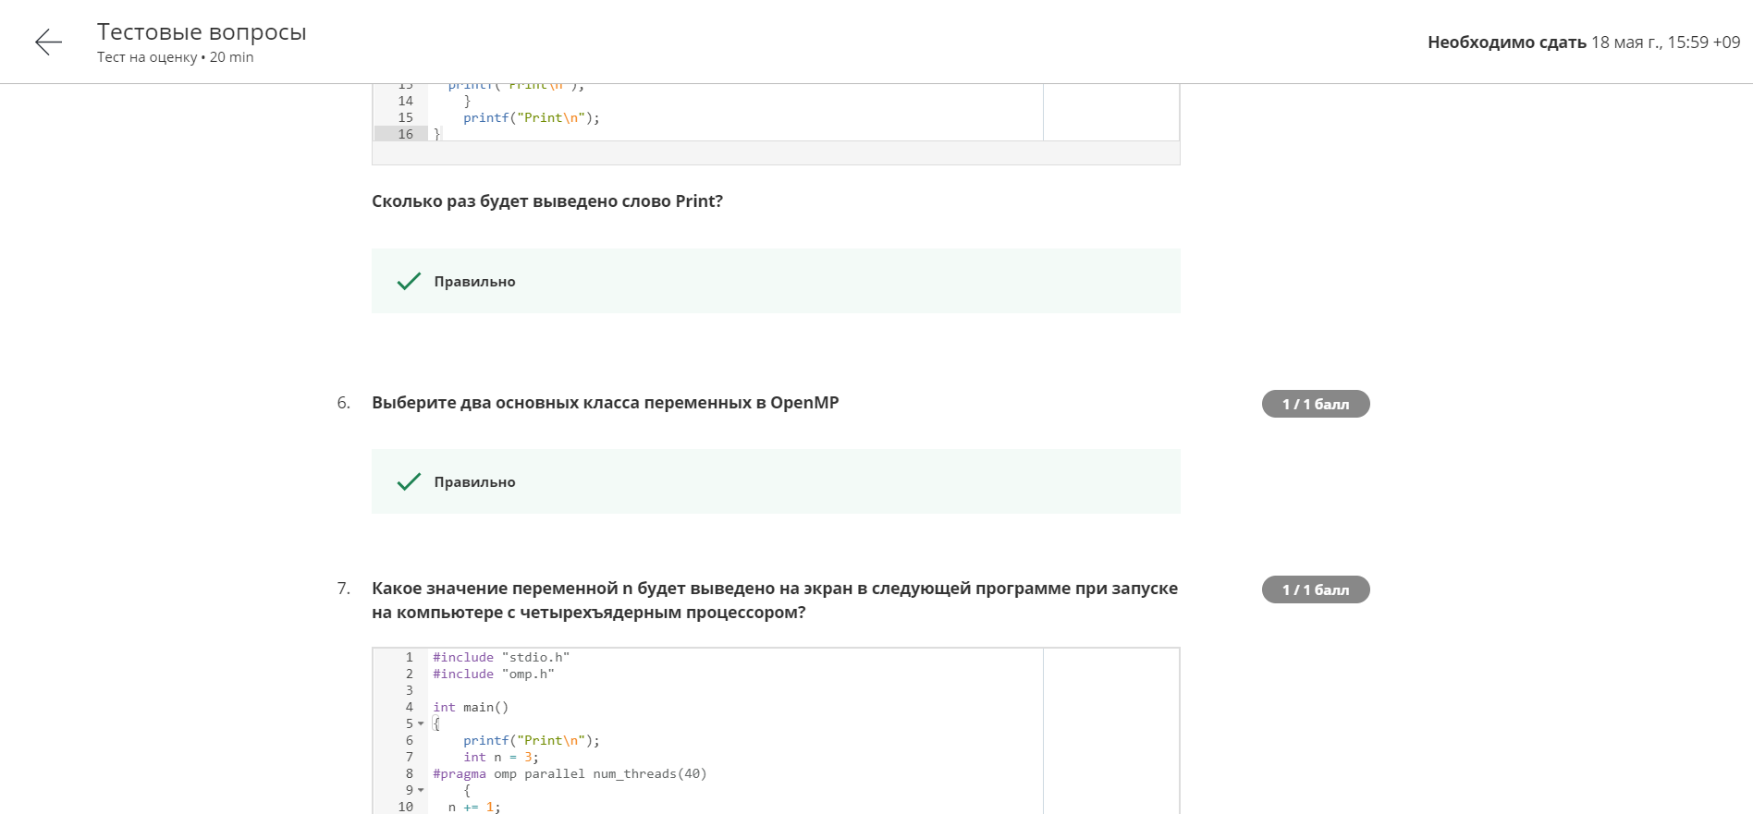 Тестовые вопросы
Тест на оценку • 20 min
Необходимо сдать 18 мая г., 15:59 +09
13 printf("Print\n");
14 }
15 printf("Print\n");
16 }
Сколько раз будет выведено слово Print?
Правильно
6. Выберите два основных класса переменных в OpenMP
1 / 1 балл
Правильно
7. Какое значение переменной n будет выведено на экран в следующей программе при запуске
на компьютере с четырехъядерным процессором?
1 / 1 балл
1 #include "stdio.h"
2 #include "omp.h"
3
4 int main()
5 {
6 printf("Print\n");
7 int n = 3;
8 #pragma omp parallel num_threads(40)
9 {
10 n += 1;